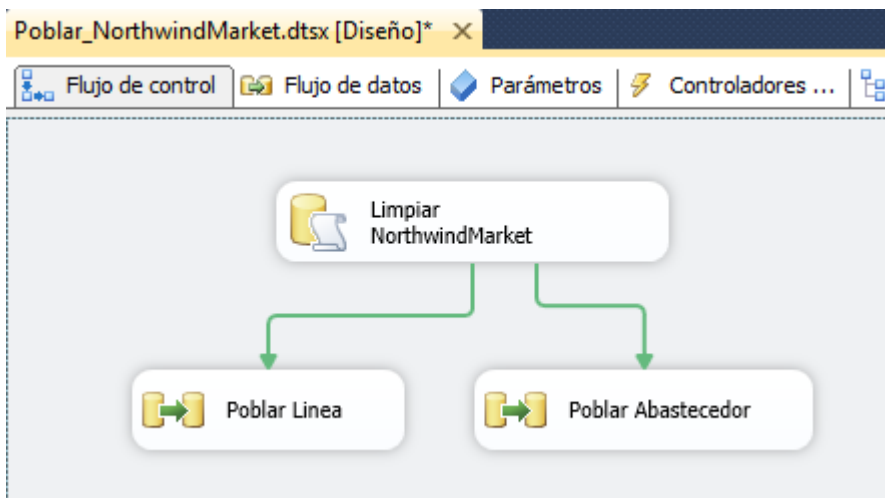 Poblar_NorthwindMarket.dtsx [Diseño]*
Flujo de control Flujo de datos Parámetros Controladores ...
Limpiar
NorthwindMarket
Poblar Linea Poblar Abastecedor